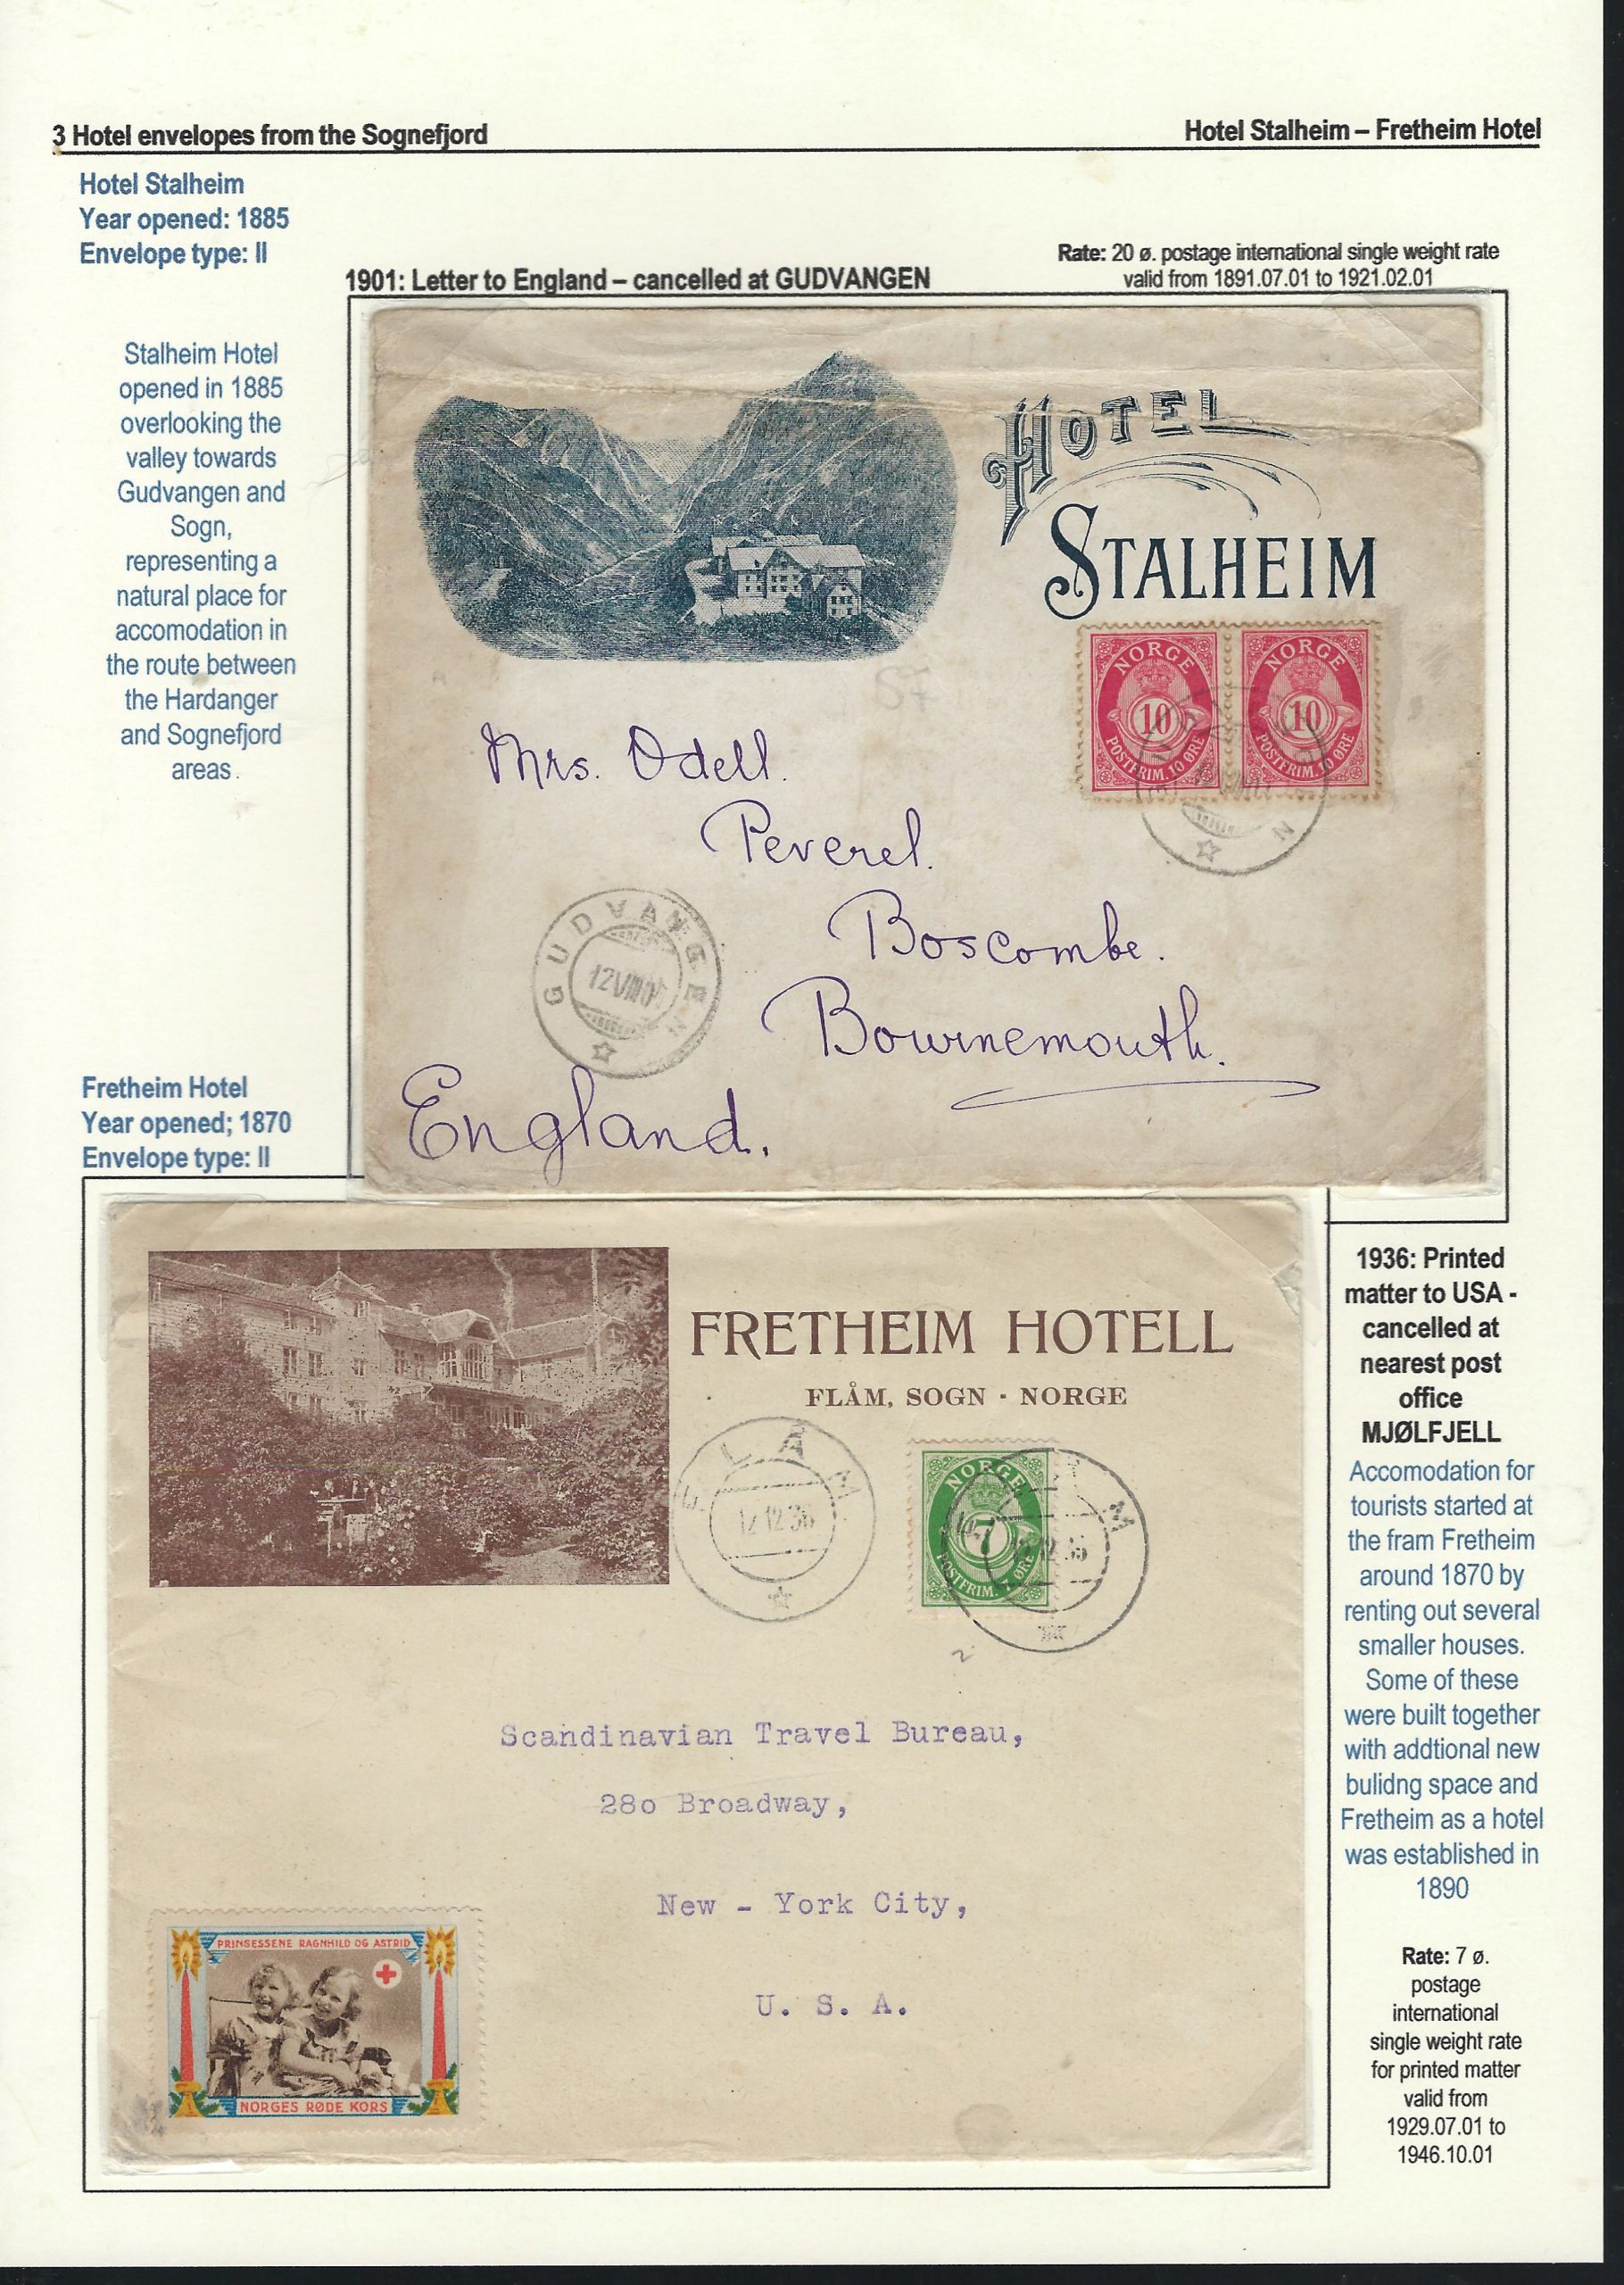 3 Hotel envelopes from the Sognefjord
Hotel Stalheim – Fretheim Hotel
Hotel Stalheim
Year opened: 1885
Envelope type: II
1901: Letter to England – cancelled at GUDVANGEN
Rate: 20 ø. postage international single weight rate
valid from 1891.07.01 to 1921.02.01
Stalheim Hotel
opened in 1885
overlooking the
valley towards
Gudvangen and
Sogn,
representing a
natural place for
accomodation in
the route between
the Hardanger
and Sognefjord
areas.
HOTEL
STALHEIM
NORGE
10
POSTFRIM. 10 ØRE
NORGE
10
POSTFRIM. 10 ØRE
Mrs. Odell.
Peverel.
Boscombe.
Bournemouth.
England.
GUDVANGEN
12 VIII 01
Fretheim Hotel
Year opened; 1870
Envelope type: II
FRETHEIM HOTELL
FLÅM, SOGN - NORGE
FLÅM
12 36
NORGE
7
POSTFRIM. 7 ØRE
Scandinavian Travel Bureau,
28o Broadway,
New - York City,
U. S. A.
PRINSESSENE RAGNHILD OG ASTRID
NORGES RØDE KORS
1936: Printed
matter to USA -
cancelled at
nearest post
office
MJØLFJELL
Accomodation for
tourists started at
the fram Fretheim
around 1870 by
renting out several
smaller houses.
Some of these
were built together
with addtional new
bulidng space and
Fretheim as a hotel
was established in
1890
Rate: 7 ø.
postage
international
single weight rate
for printed matter
valid from
1929.07.01 to
1946.10.01